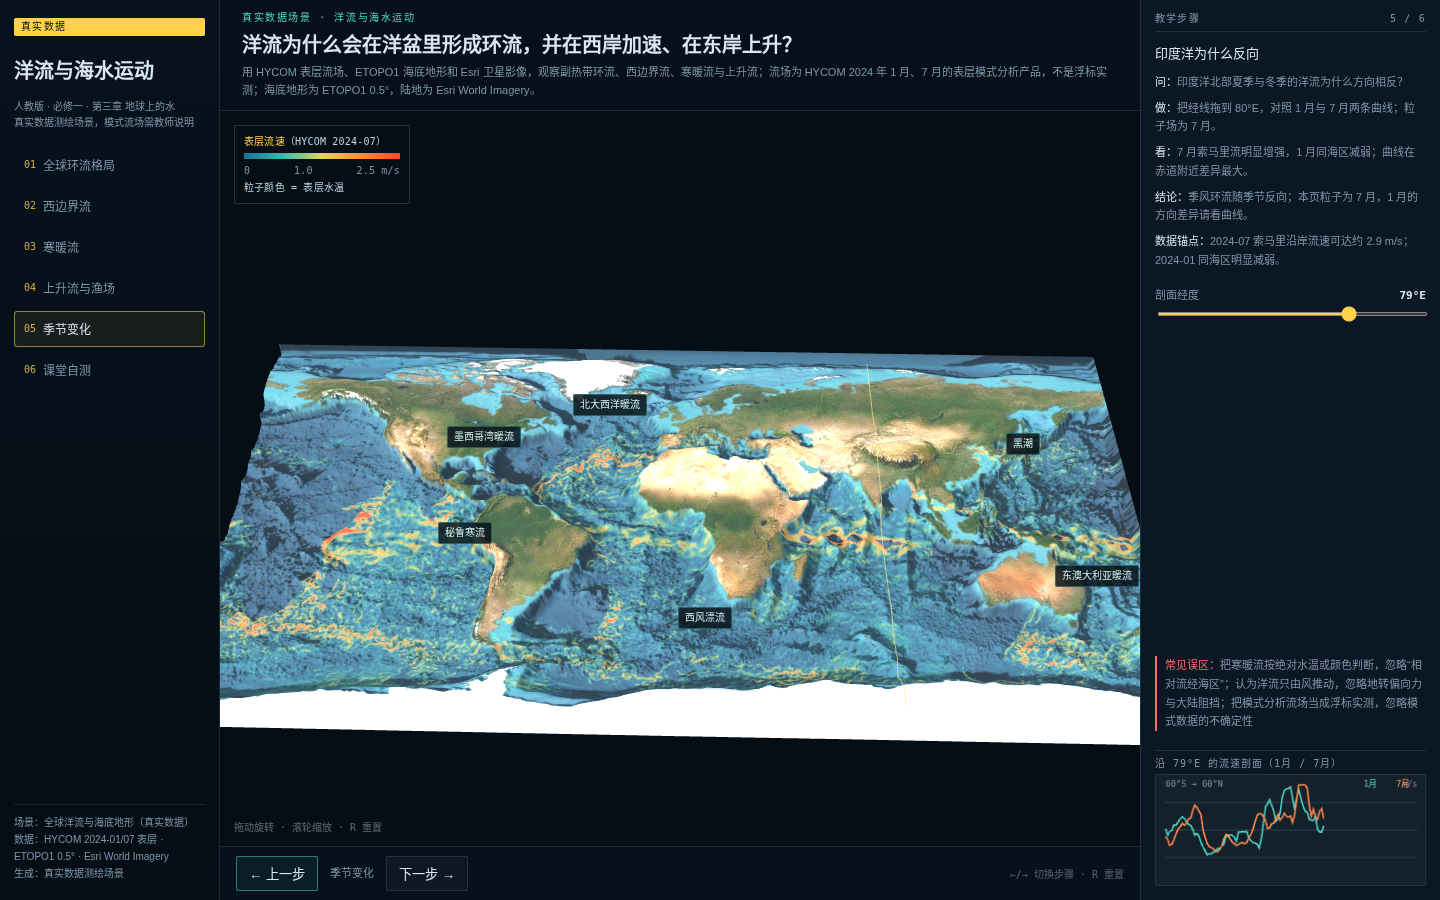 真实数据
洋流与海水运动
人教版 · 必修一 · 第三章 地球上的水
真实数据测绘场景，模式流场需教师说明
01 全球环流格局
02 西边界流
03 寒暖流
04 上升流与渔场
05 季节变化
06 课堂自测
场景：全球洋流与海底地形（真实数据）
数据：HYCOM 2024-01/07 表层 ·
ETOPO1 0.5° · Esri World Imagery
生成：真实数据测绘场景
真实数据场景 · 洋流与海水运动
洋流为什么会在洋盆里形成环流，并在西岸加速、在东岸上升？
用 HYCOM 表层流场、ETOPO1 海底地形和 Esri 卫星影像，观察副热带环流、西边界流、寒暖流与上升流；流场为 HYCOM 2024 年 1 月、7 月的表层模式分析产品，不是浮标实
测；海底地形为 ETOPO1 0.5°，陆地为 Esri World Imagery。
表层流速（HYCOM 2024-07）
0 1.0 2.5 m/s
粒子颜色 = 表层水温
北大西洋暖流
墨西哥湾暖流
黑潮
秘鲁寒流
东澳大利亚暖流
西风漂流
拖动旋转 · 滚轮缩放 · R 重置
← 上一步
季节变化
下一步 →
←/→ 切换步骤 · R 重置
教学步骤
5 / 6
印度洋为什么反向
问：印度洋北部夏季与冬季的洋流为什么方向相反？
做：把经线拖到 80°E，对照 1 月与 7 月两条曲线；粒
子场为 7 月。
看：7 月索马里流明显增强，1 月同海区减弱；曲线在
赤道附近差异最大。
结论：季风环流随季节反向；本页粒子为 7 月，1 月的
方向差异请看曲线。
数据锚点：2024-07 索马里沿岸流速可达约 2.9 m/s；
2024-01 同海区明显减弱。
剖面经度
79°E
常见误区：把寒暖流按绝对水温或颜色判断，忽略“相
对流经海区”；认为洋流只由风推动，忽略地转偏向力
与大陆阻挡；把模式分析流场当成浮标实测，忽略模
式数据的不确定性
沿 79°E 的流速剖面（1月 / 7月）
60°S → 60°N
1月
7月
/s